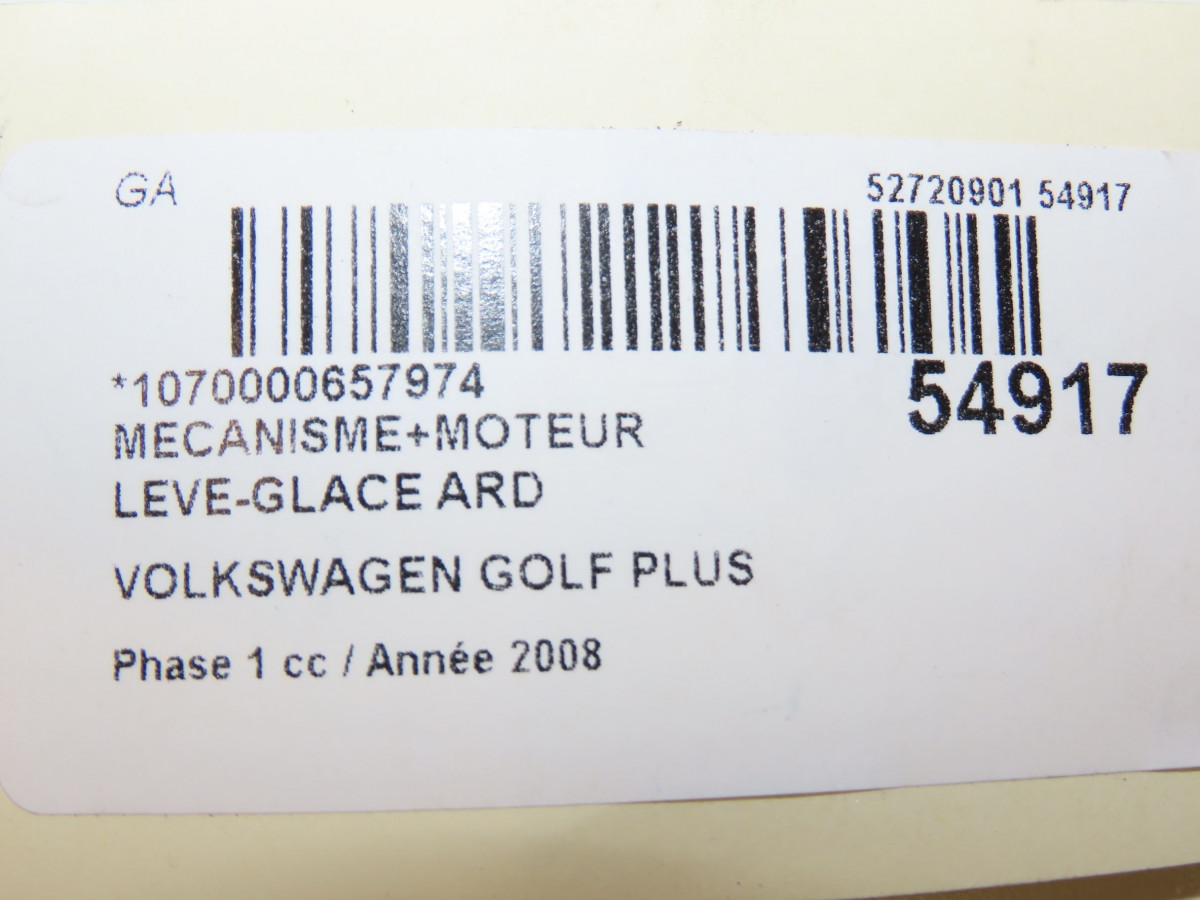 GA
52720901 54917
*1070000657974
54917
MECANISME+MOTEUR
LEVE-GLACE ARD
VOLKSWAGEN GOLF PLUS
Phase 1 cc / Année 2008